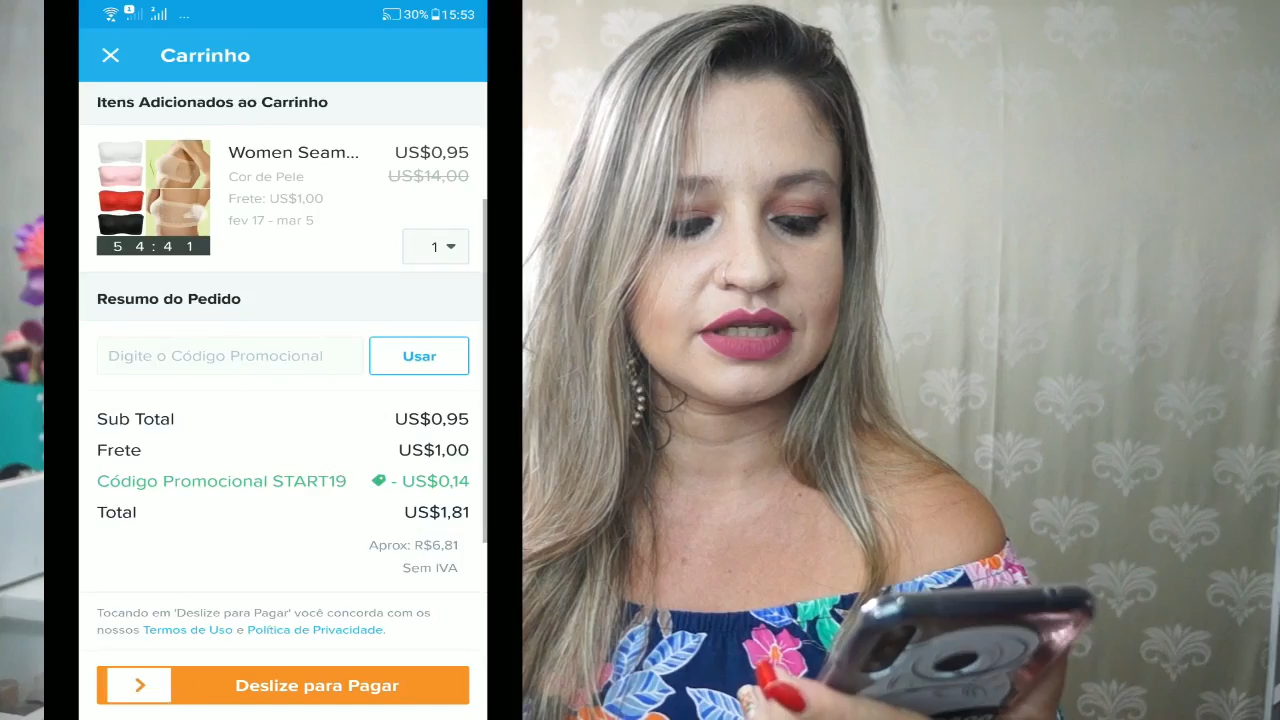 1 2 ... 30% 15:53
Carrinho
Itens Adicionados ao Carrinho
Women Seam... US$0,95
Cor de Pele US$14,00
Frete: US$1,00
fev 17 - mar 5
54:41 1
Resumo do Pedido
Digite o Código Promocional Usar
Sub Total US$0,95
Frete US$1,00
Código Promocional START19 - US$0,14
Total US$1,81
Aprox: R$6,81
Sem IVA
Tocando em 'Deslize para Pagar' você concorda com os
nossos Termos de Uso e Política de Privacidade.
Deslize para Pagar